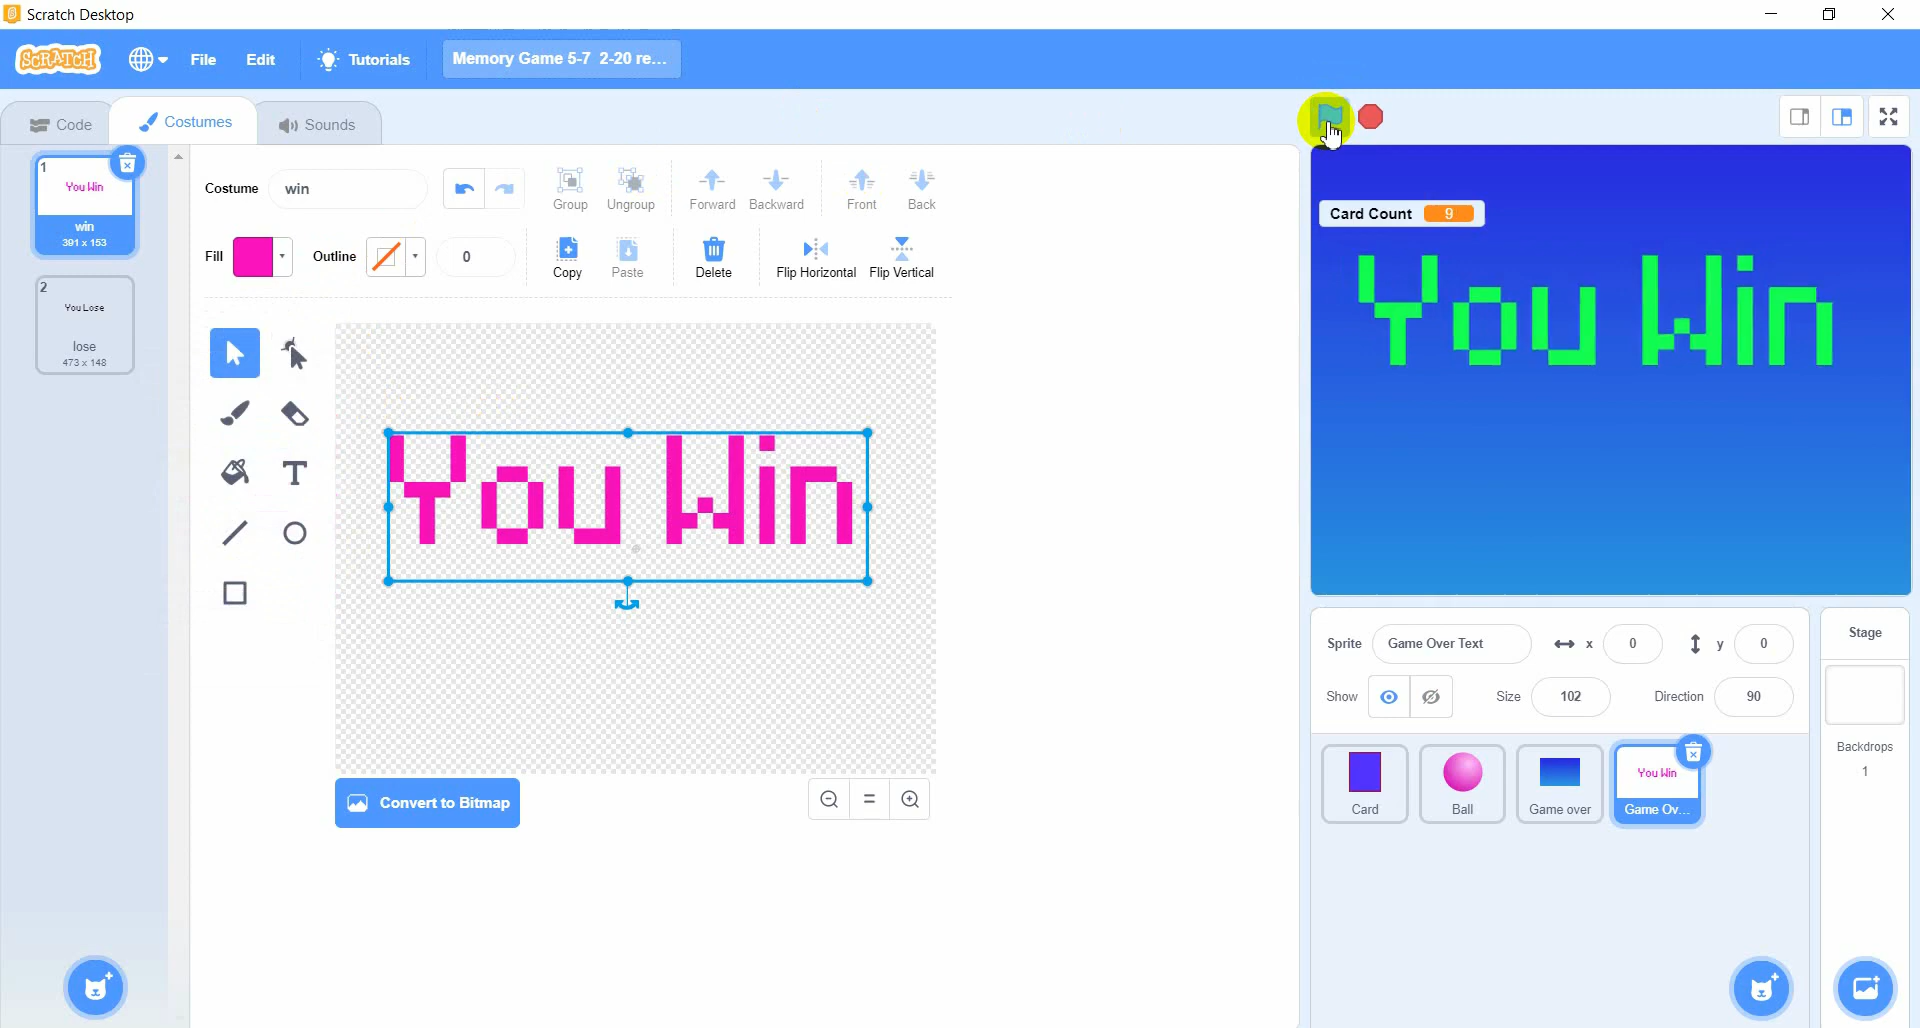 Scratch Desktop
SCRATCH File Edit Tutorials Memory Game 5-7 2-20 re...
Code Costumes Sounds
1 You Win
win
391 x 153
2 You Lose
lose
473 x 148
Costume win Group Ungroup Forward Backward Front Back
Fill Outline 0 Copy Paste Delete Flip Horizontal Flip Vertical
T
You Win
Convert to Bitmap
Card Count 9
You Win
Sprite Game Over Text x 0 y 0
Show Size 102 Direction 90
Card
Ball
Game over
You Win
Game Ov...
Stage
Backdrops
1